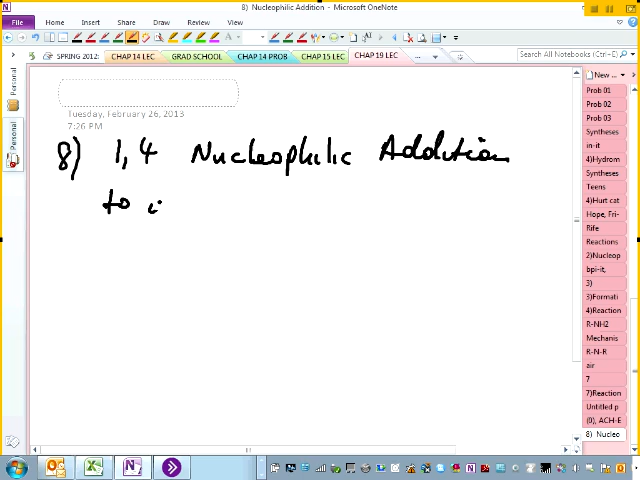 8) Nucleophilic Addition - Microsoft OneNote
File Home Insert Share Draw Review View
SPRING 2012: CHAP 14 LEC GRAD SCHOOL CHAP 14 PROB CHAP 15 LEC CHAP 19 LEC ...
Search All Notebooks (Ctrl+E)
Personal
Personal
Tuesday, February 26, 2013
7:26 PM
8) 1,4 Nucleophilic Addition
to i
New ...
Prob 01
Prob 02
Prob 03
Syntheses
in-it
4)Hydrom
Syntheses
Teens
4)Hurt cat
Hope, Fri-
Rife
Reactions
2)Nucleop
bpi-it,
3)
3)Formati
4)Reaction
R-NH2
Mechanis
R-N-R
air
7
7)Reaction
Untitled p
(0), ACH-E
8) Nucleo
12:31 PM